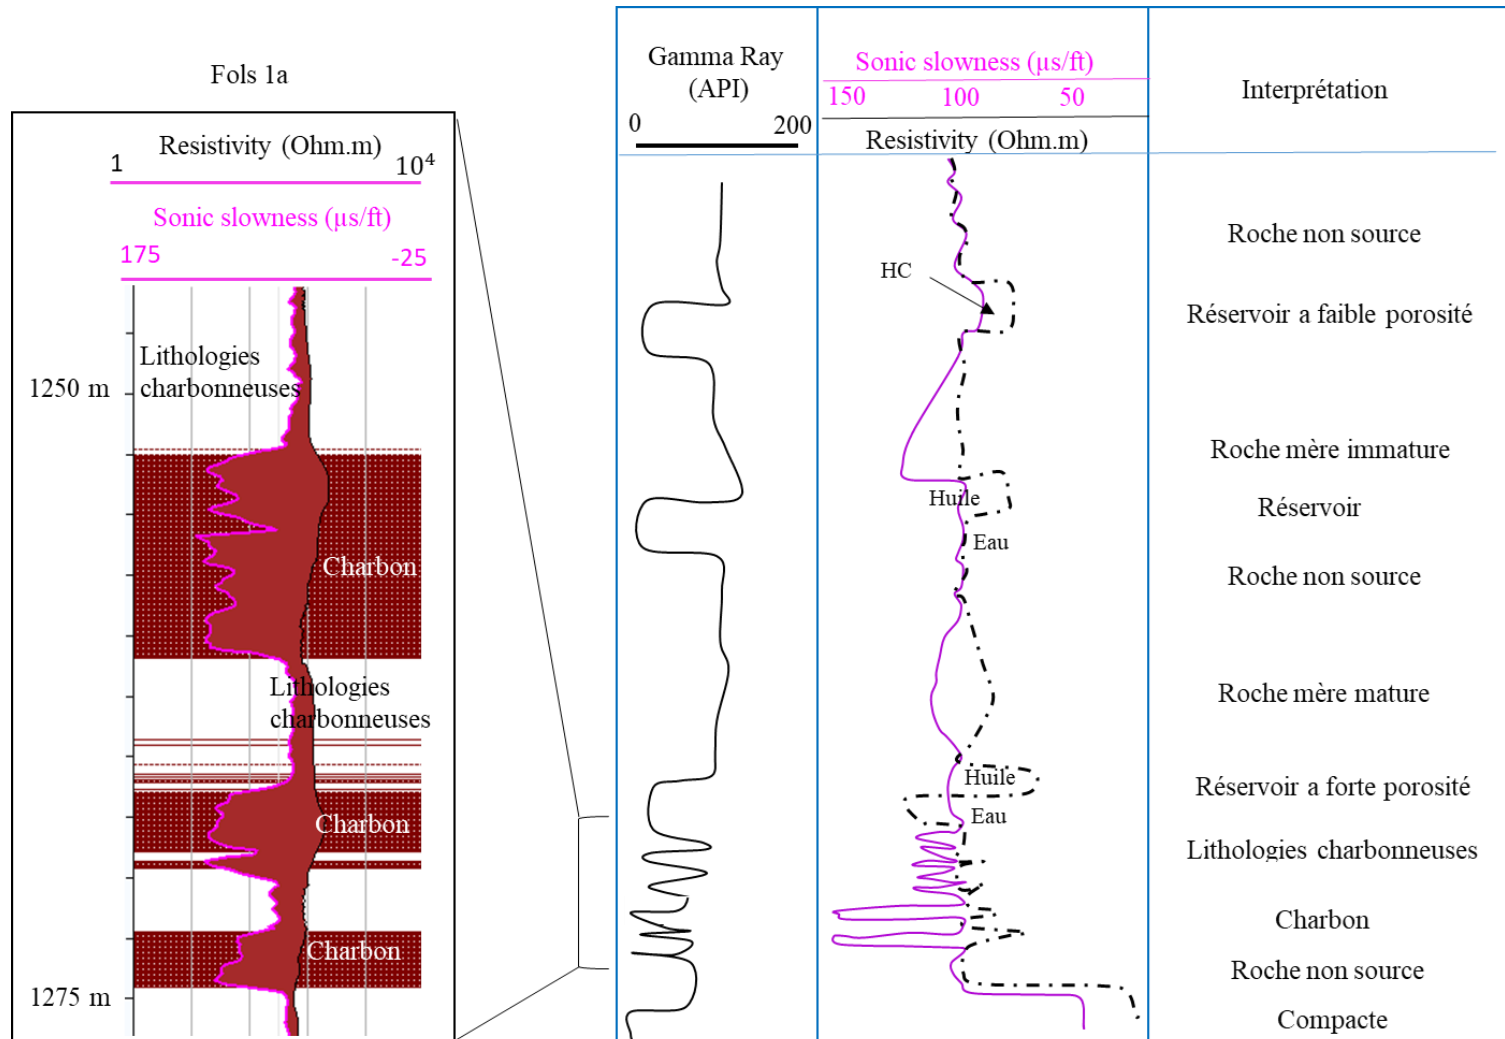 Fols 1a
Resistivity (Ohm.m)
1 10⁴
Sonic slowness (µs/ft)
175 -25
Lithologies
charbonneuses
1250 m
Charbon
Lithologies
charbonneuses
Charbon
Charbon
1275 m
Gamma Ray
(API)
0 200
Sonic slowness (µs/ft)
150 100 50
Resistivity (Ohm.m)
HC
Huile
Eau
Huile
Eau
Interprétation
Roche non source
Réservoir a faible porosité
Roche mère immature
Réservoir
Roche non source
Roche mère mature
Réservoir a forte porosité
Lithologies charbonneuses
Charbon
Roche non source
Compacte